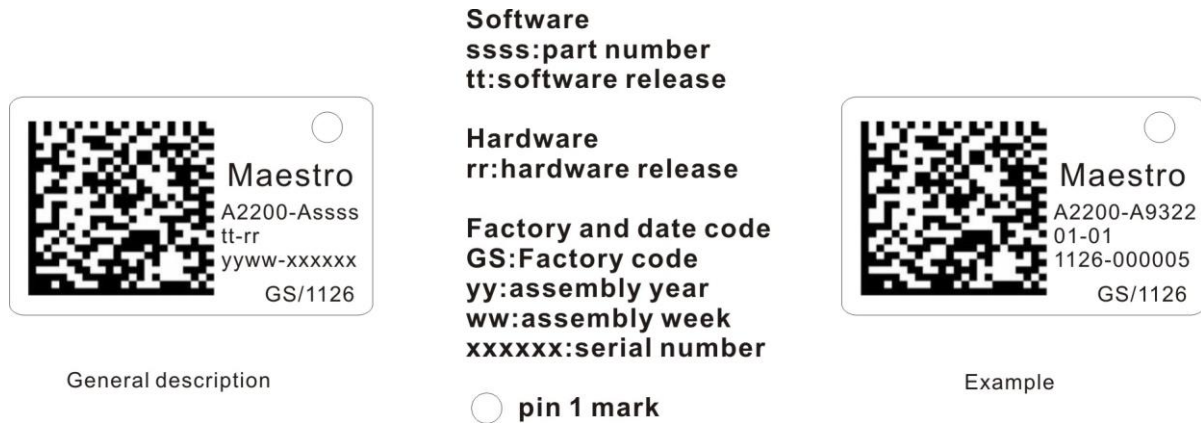 Maestro
A2200-Assss
tt-rr
yyww-xxxxxx
GS/1126
General description
Software
ssss:part number
tt:software release
Hardware
rr:hardware release
Factory and date code
GS:Factory code
yy:assembly year
ww:assembly week
xxxxxx:serial number
pin 1 mark
Maestro
A2200-A9322
01-01
1126-000005
GS/1126
Example